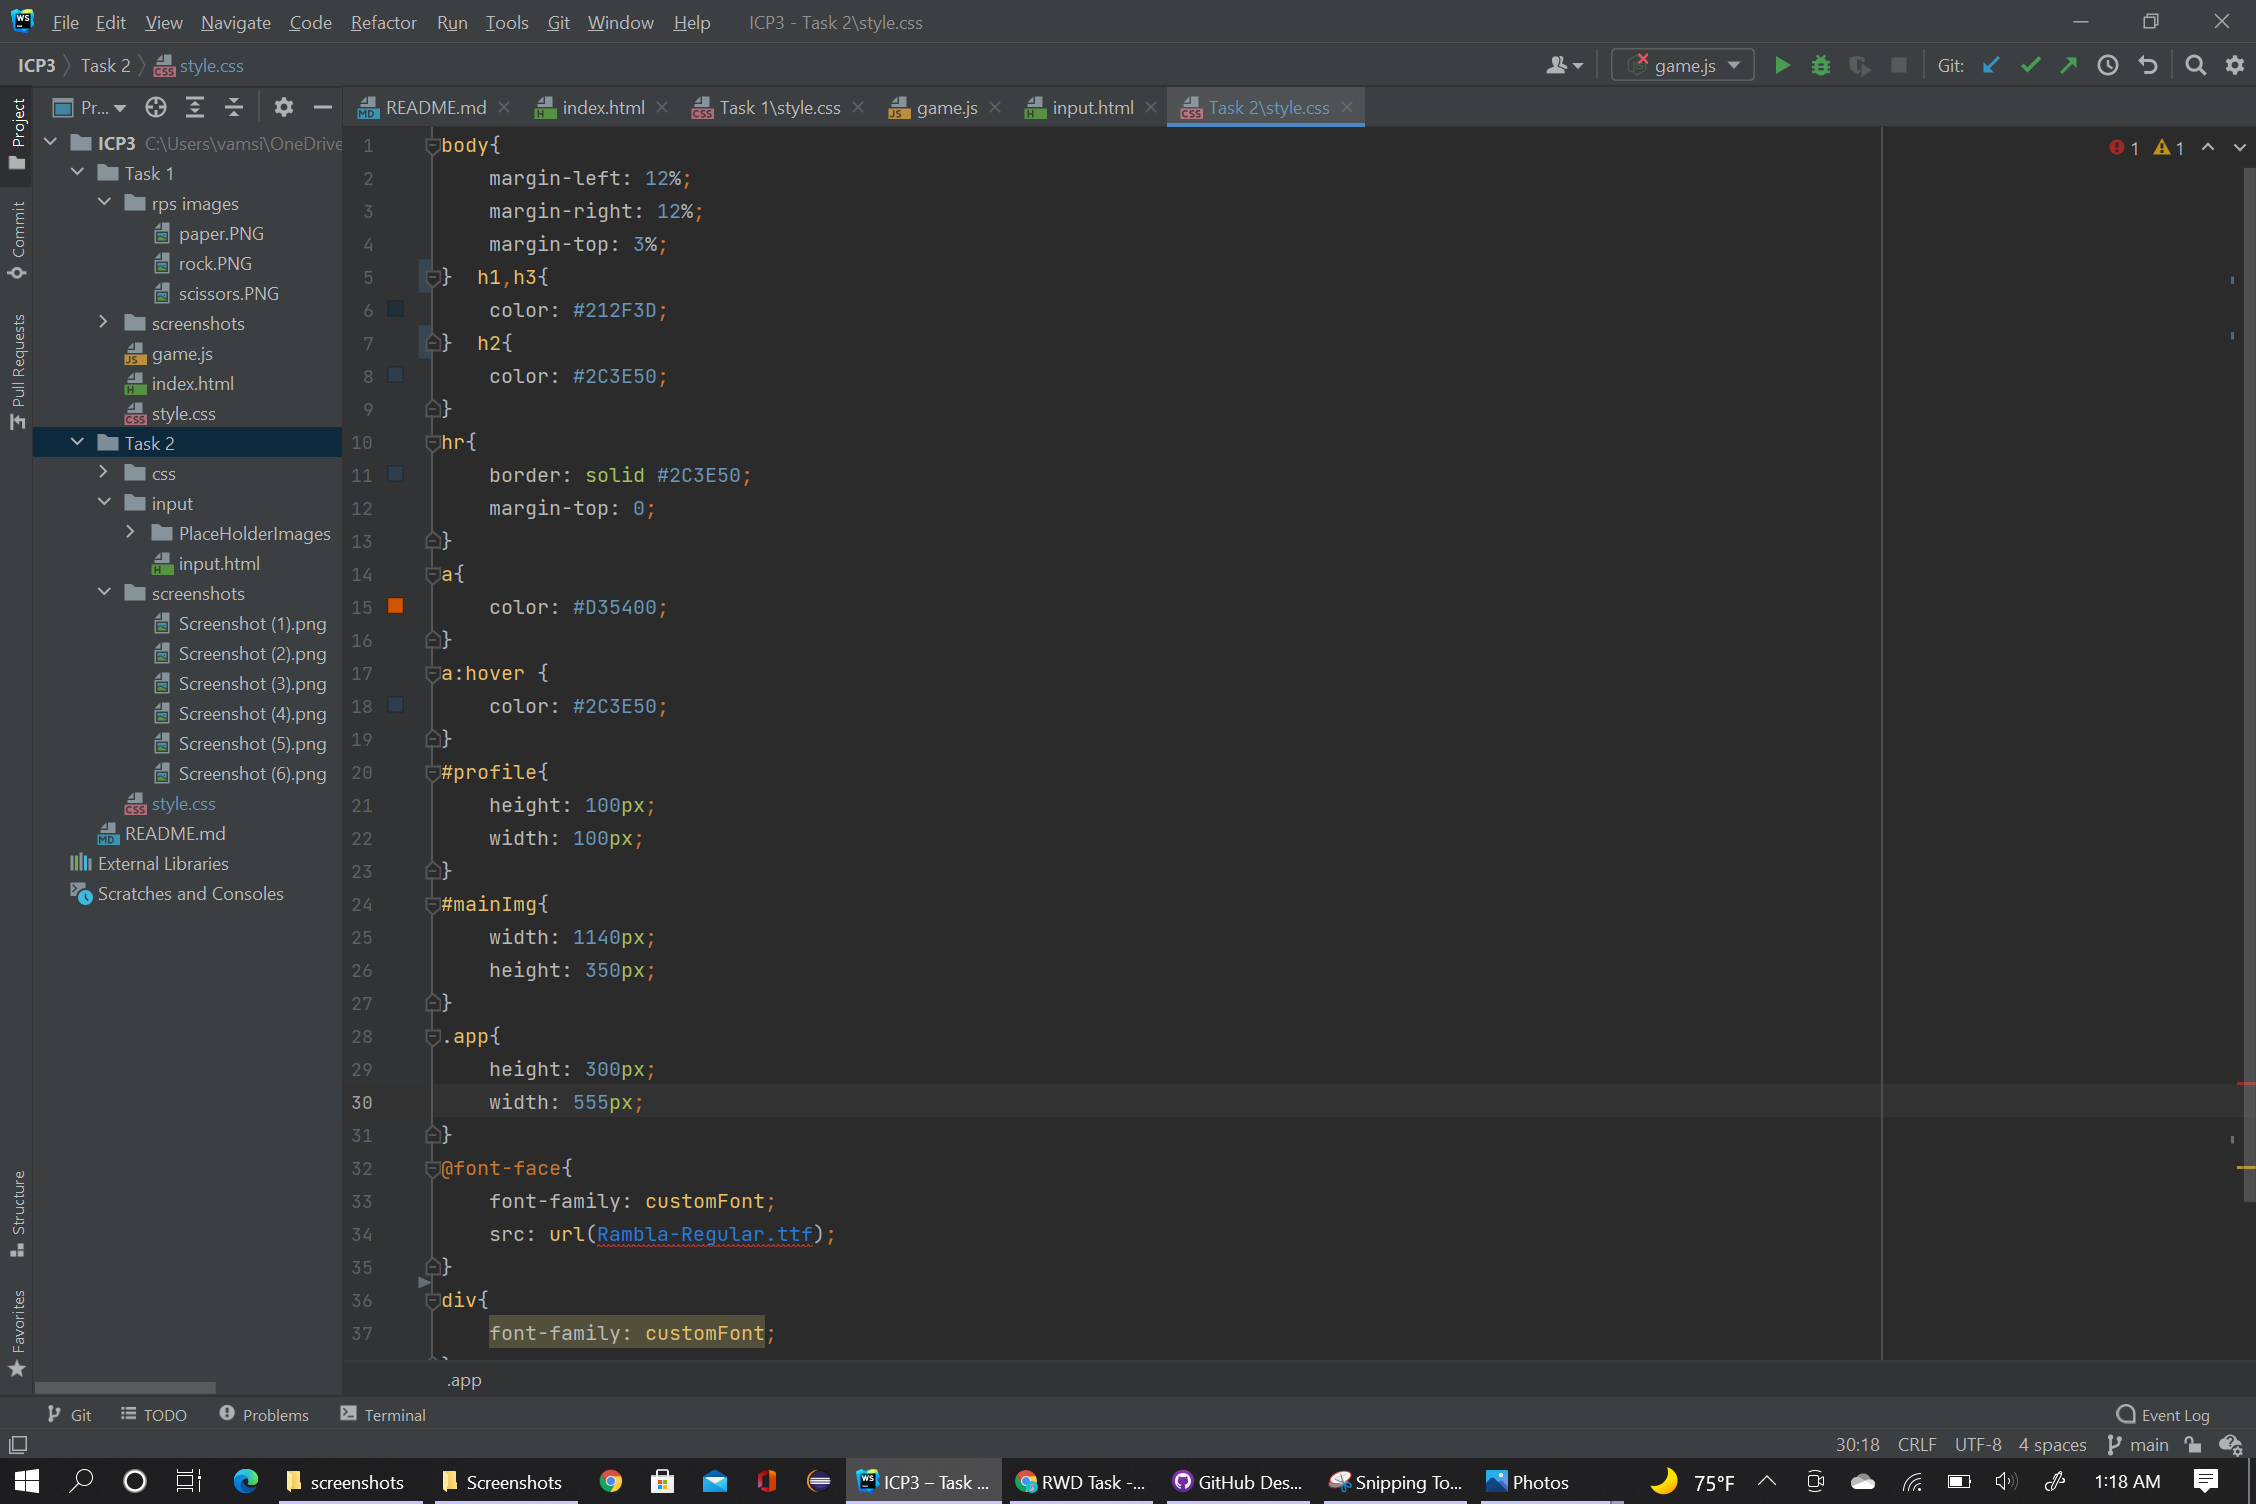 File Edit View Navigate Code Refactor Run Tools Git Window Help ICP3 - Task 2\style.css
ICP3 Task 2 style.css game.js Git:
Pr... README.md index.html Task 1\style.css game.js input.html Task 2\style.css
Project
Commit
Pull Requests
Structure
Favorites
ICP3 C:\Users\vamsi\OneDrive
Task 1
rps images
paper.PNG
rock.PNG
scissors.PNG
screenshots
game.js
index.html
style.css
Task 2
css
input
PlaceHolderImages
input.html
screenshots
Screenshot (1).png
Screenshot (2).png
Screenshot (3).png
Screenshot (4).png
Screenshot (5).png
Screenshot (6).png
style.css
README.md
External Libraries
Scratches and Consoles
1 body{
2 margin-left: 12%;
3 margin-right: 12%;
4 margin-top: 3%;
5 } h1,h3{
6 color: #212F3D;
7 } h2{
8 color: #2C3E50;
9 }
10 hr{
11 border: solid #2C3E50;
12 margin-top: 0;
13 }
14 a{
15 color: #D35400;
16 }
17 a:hover {
18 color: #2C3E50;
19 }
20 #profile{
21 height: 100px;
22 width: 100px;
23 }
24 #mainImg{
25 width: 1140px;
26 height: 350px;
27 }
28 .app{
29 height: 300px;
30 width: 555px;
31 }
32 @font-face{
33 font-family: customFont;
34 src: url(Rambla-Regular.ttf);
35 }
36 div{
37 font-family: customFont;
1 1
.app
Git TODO Problems Terminal Event Log
30:18 CRLF UTF-8 4 spaces main
screenshots Screenshots ICP3 – Task ... RWD Task -... GitHub Des... Snipping To... Photos 75°F 1:18 AM